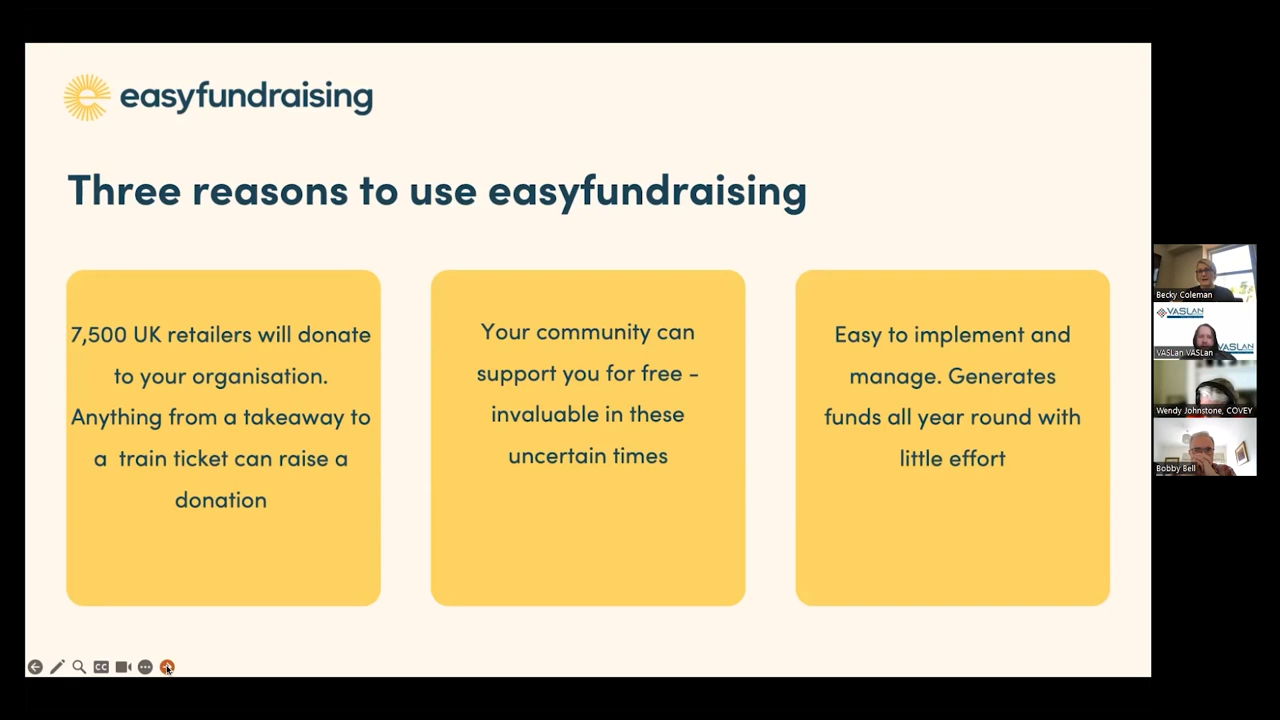 easyfundraising
Three reasons to use easyfundraising
7,500 UK retailers will donate
to your organisation.
Anything from a takeaway to
a train ticket can raise a
donation
Your community can
support you for free -
invaluable in these
uncertain times
Easy to implement and
manage. Generates
funds all year round with
little effort
CC
Becky Coleman
VASLAN
VASLAN
VASLan VASLan
Wendy Johnstone, COVEY
Bobby Bell